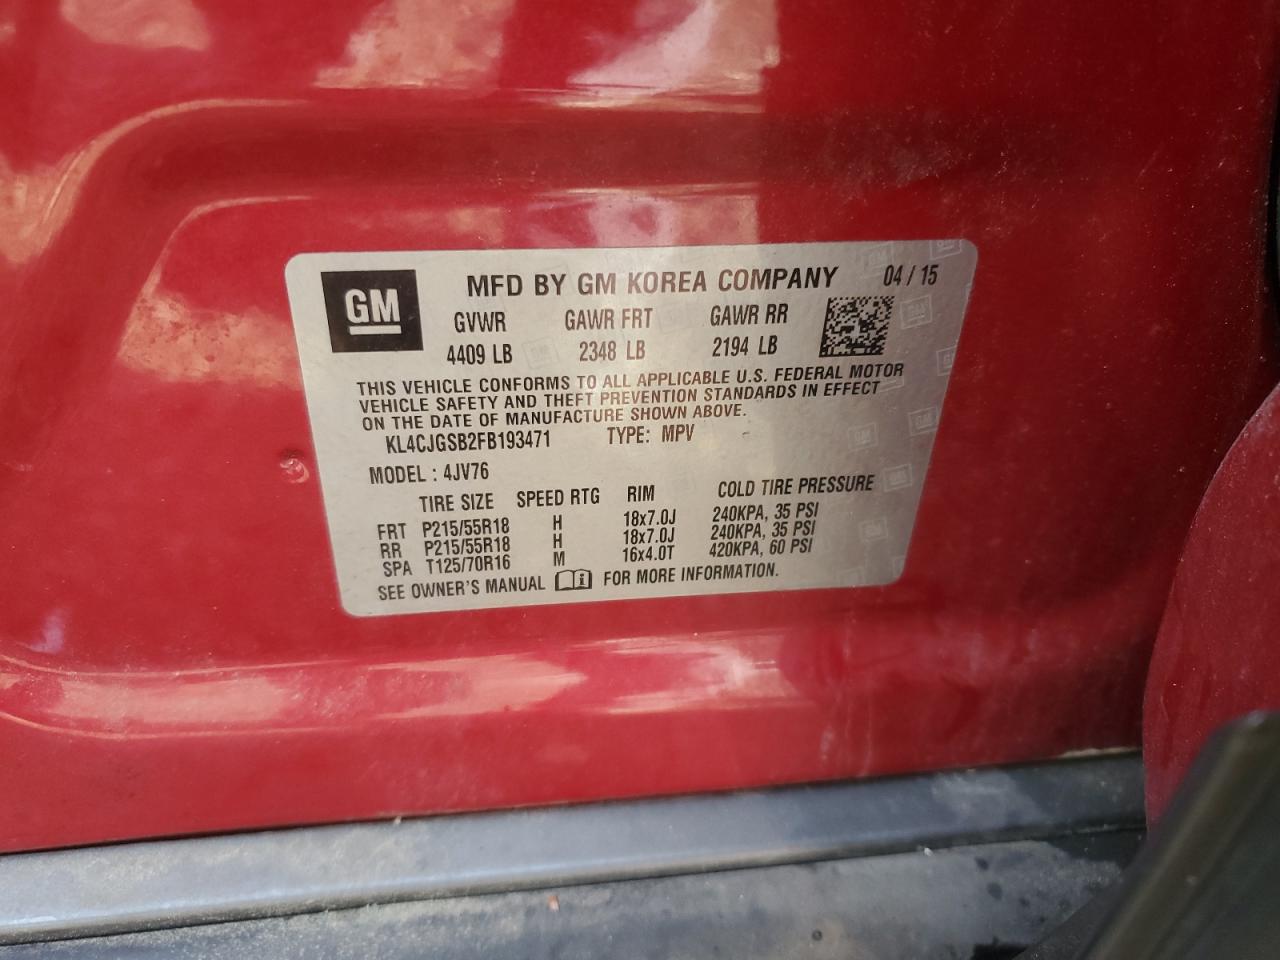 GM
MFD BY GM KOREA COMPANY 04 / 15
GVWR GAWR FRT GAWR RR
4409 LB 2348 LB 2194 LB
THIS VEHICLE CONFORMS TO ALL APPLICABLE U.S. FEDERAL MOTOR
VEHICLE SAFETY AND THEFT PREVENTION STANDARDS IN EFFECT
ON THE DATE OF MANUFACTURE SHOWN ABOVE.
KL4CJGSB2FB193471 TYPE: MPV
MODEL : 4JV76
TIRE SIZE SPEED RTG RIM COLD TIRE PRESSURE
FRT P215/55R18 H 18x7.0J 240KPA, 35 PSI
RR P215/55R18 H 18x7.0J 240KPA, 35 PSI
SPA T125/70R16 M 16x4.0T 420KPA, 60 PSI
SEE OWNER'S MANUAL FOR MORE INFORMATION.